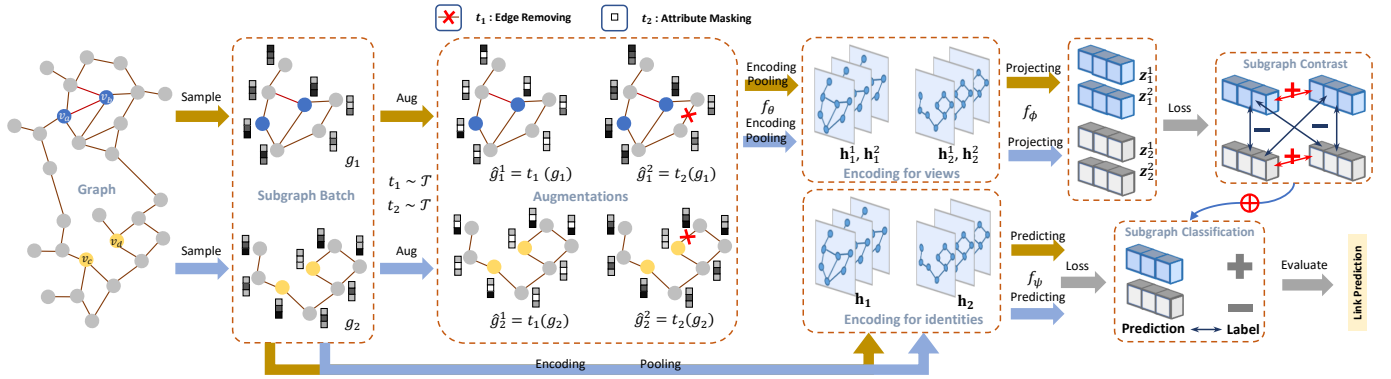 t₁ : Edge Removing
t₂ : Attribute Masking
v_b
v_a
Graph
v_d
v_c
Sample
Sample
g₁
Subgraph Batch
g₂
Aug
t₁ ~ 𝒯
t₂ ~ 𝒯
Aug
ĝ₁¹ = t₁ (g₁)
ĝ₁² = t₂(g₁)
Augmentations
ĝ₂¹ = t₁(g₂)
ĝ₂² = t₂(g₂)
Encoding
Pooling
f_θ
Encoding
Pooling
h₁¹, h₁²
h₂¹, h₂²
Encoding for views
h₁
h₂
Encoding for identities
Encoding
Pooling
Projecting
f_ϕ
Projecting
z₁¹
z₁²
z₂¹
z₂²
Loss
Subgraph Contrast
Predicting
f_ψ
Predicting
Loss
Subgraph Classification
Prediction
Label
Evaluate
Link Prediction